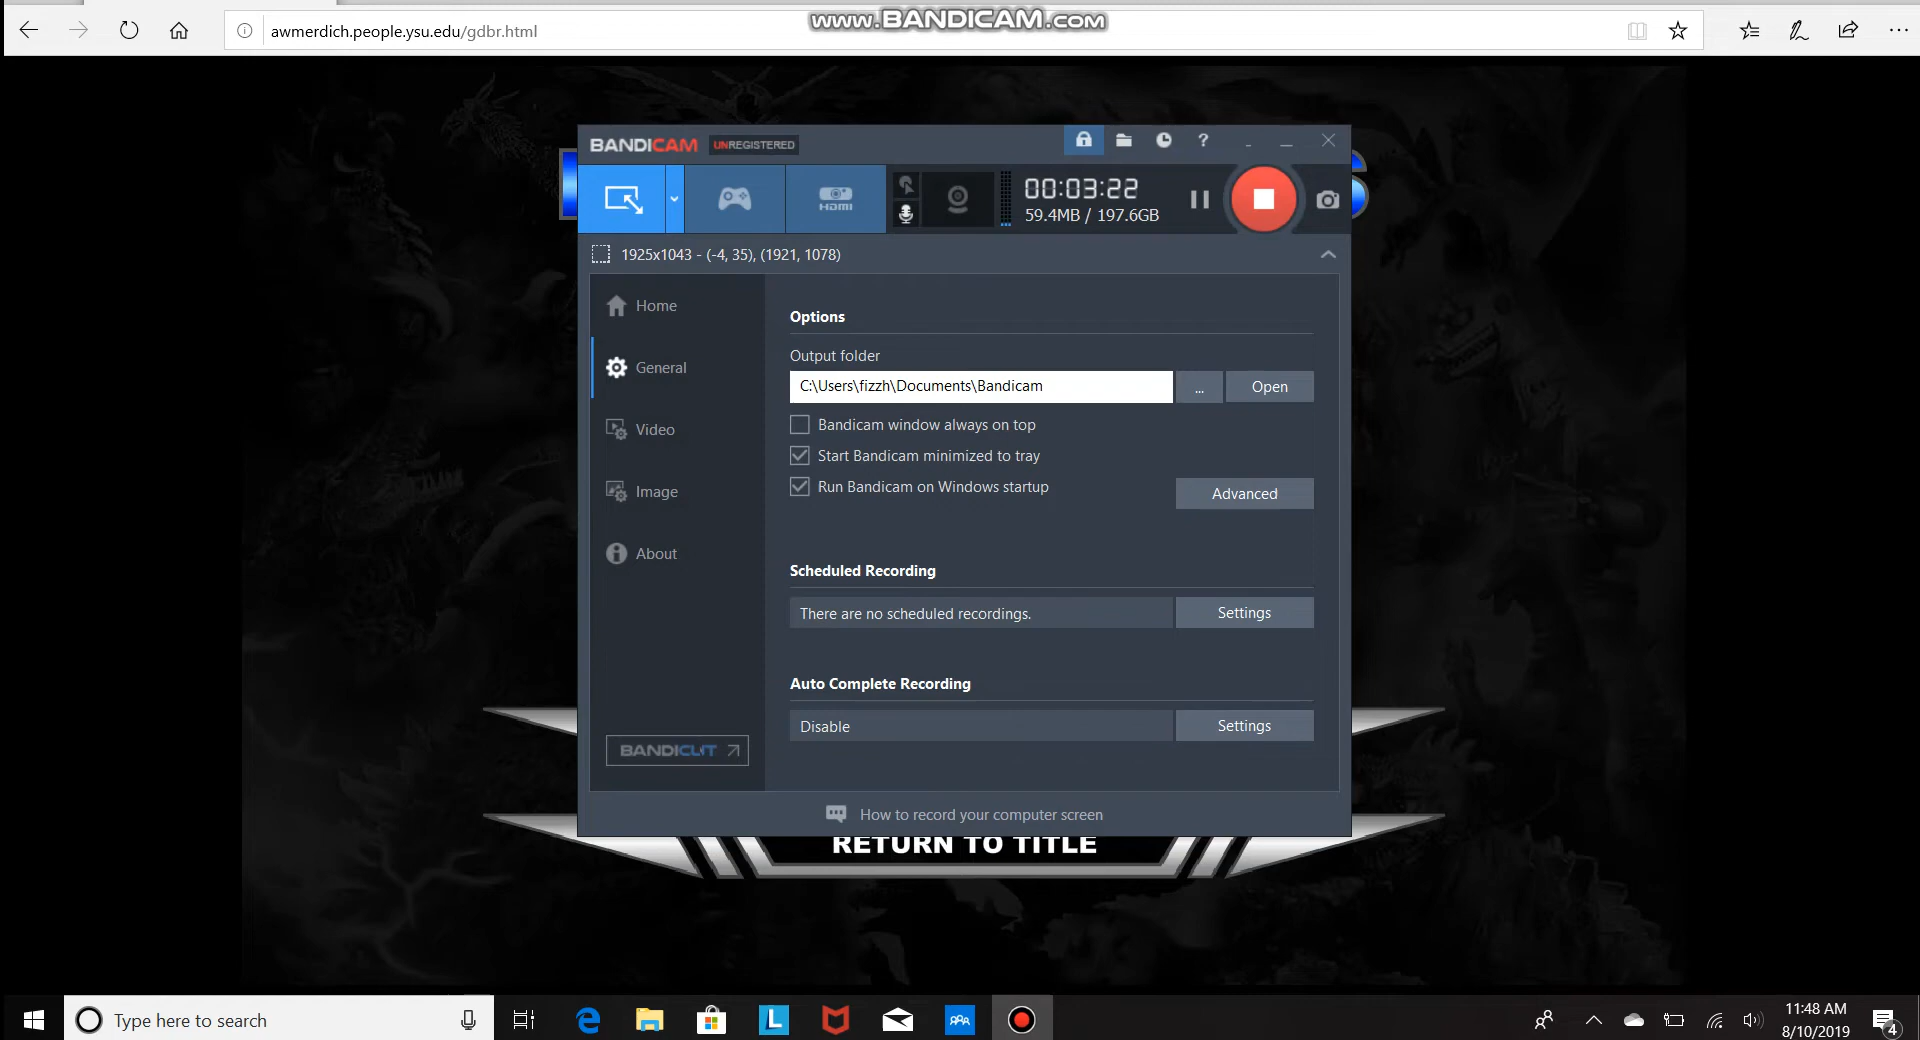 www.BANDICAM.com
awmerdich.people.ysu.edu/gdbr.html
BANDICAM UNREGISTERED
?
HDMI
00:03:22
59.4MB / 197.6GB
1925x1043 - (-4, 35), (1921, 1078)
Home
General
Video
Image
About
BANDICUT
Options
Output folder
C:\Users\fizzh\Documents\Bandicam
...
Open
Bandicam window always on top
Start Bandicam minimized to tray
Run Bandicam on Windows startup
Advanced
Scheduled Recording
There are no scheduled recordings.
Settings
Auto Complete Recording
Disable
Settings
How to record your computer screen
RETURN TO TITLE
Type here to search
L
11:48 AM
8/10/2019
4